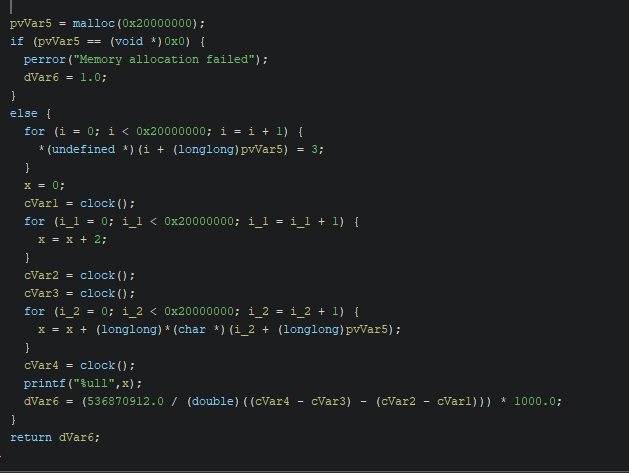 pvVar5 = malloc(0x20000000);
if (pvVar5 == (void *)0x0) {
perror("Memory allocation failed");
dVar6 = 1.0;
}
else {
for (i = 0; i < 0x20000000; i = i + 1) {
*(undefined *)(i + (longlong)pvVar5) = 3;
}
x = 0;
cVar1 = clock();
for (i_1 = 0; i_1 < 0x20000000; i_1 = i_1 + 1) {
x = x + 2;
}
cVar2 = clock();
cVar3 = clock();
for (i_2 = 0; i_2 < 0x20000000; i_2 = i_2 + 1) {
x = x + (longlong)*(char *)(i_2 + (longlong)pvVar5);
}
cVar4 = clock();
printf("%ull",x);
dVar6 = (536870912.0 / (double)((cVar4 - cVar3) - (cVar2 - cVar1))) * 1000.0;
}
return dVar6;